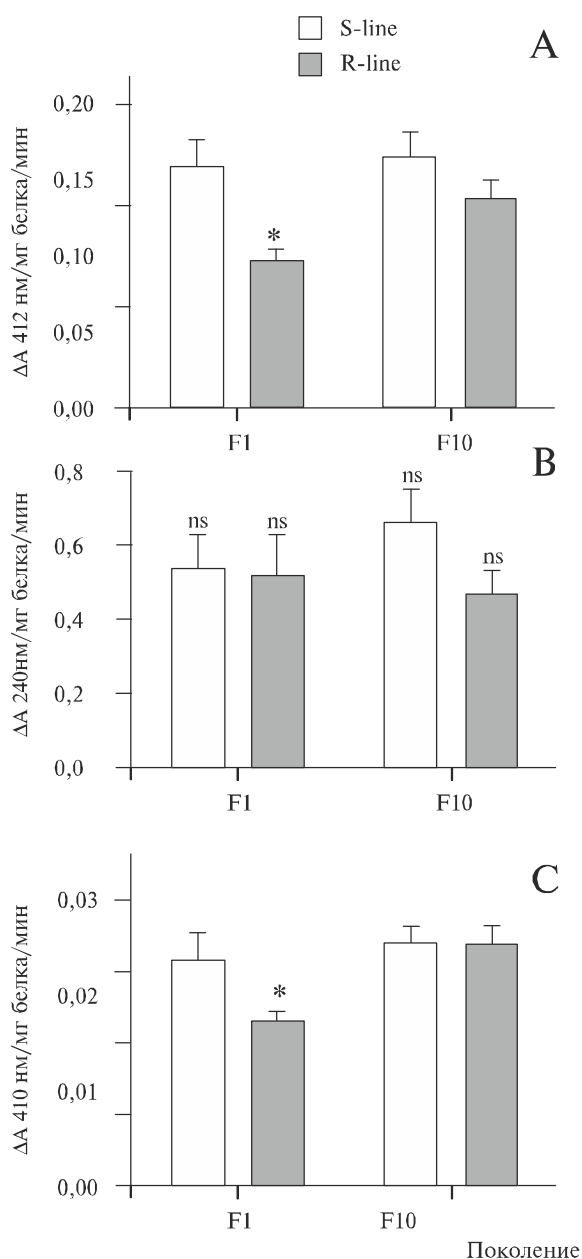 S-line
R-line
A
ΔA 412 нм/мг белка/мин
0,20
0,15
0,10
0,05
0,00
*
F1
F10
B
ΔA 240нм/мг белка/мин
0,8
0,6
0,4
0,2
0,0
ns
ns
ns
ns
F1
F10
C
ΔA 410 нм/мг белка/мин
0,03
0,02
0,01
0,00
*
F1
F10
Поколение